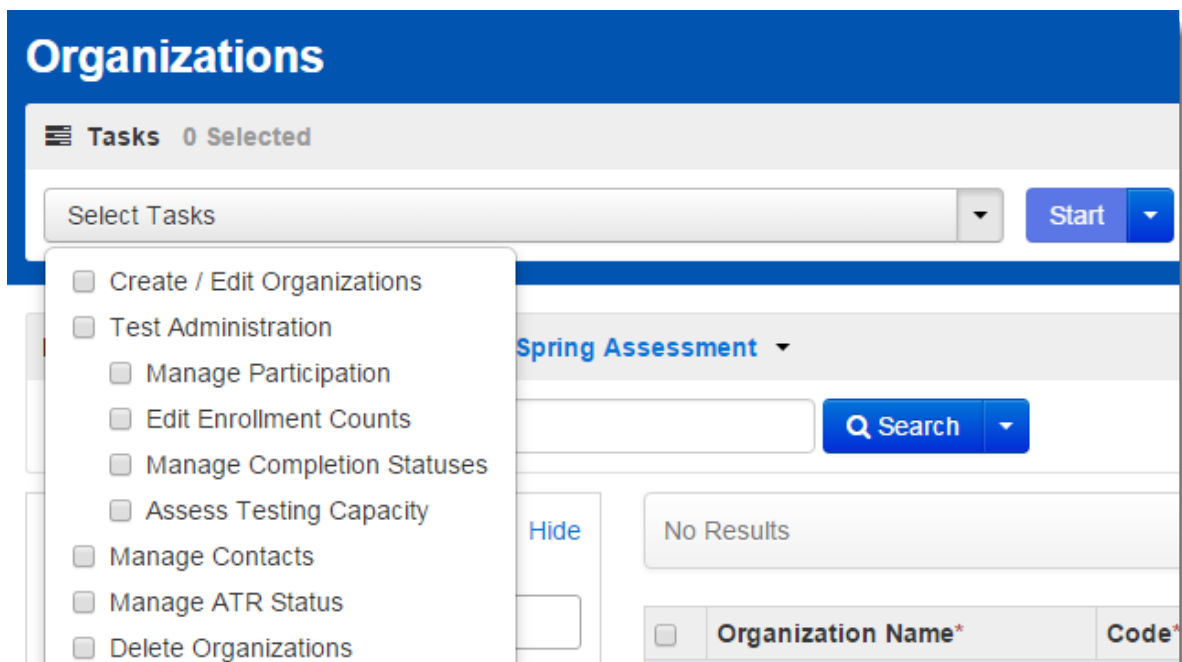 Organizations
Tasks 0 Selected
Select Tasks
Start
Create / Edit Organizations
Test Administration
Manage Participation
Edit Enrollment Counts
Manage Completion Statuses
Assess Testing Capacity
Manage Contacts
Manage ATR Status
Delete Organizations
Spring Assessment
Search
Hide
No Results
Organization Name* Code*